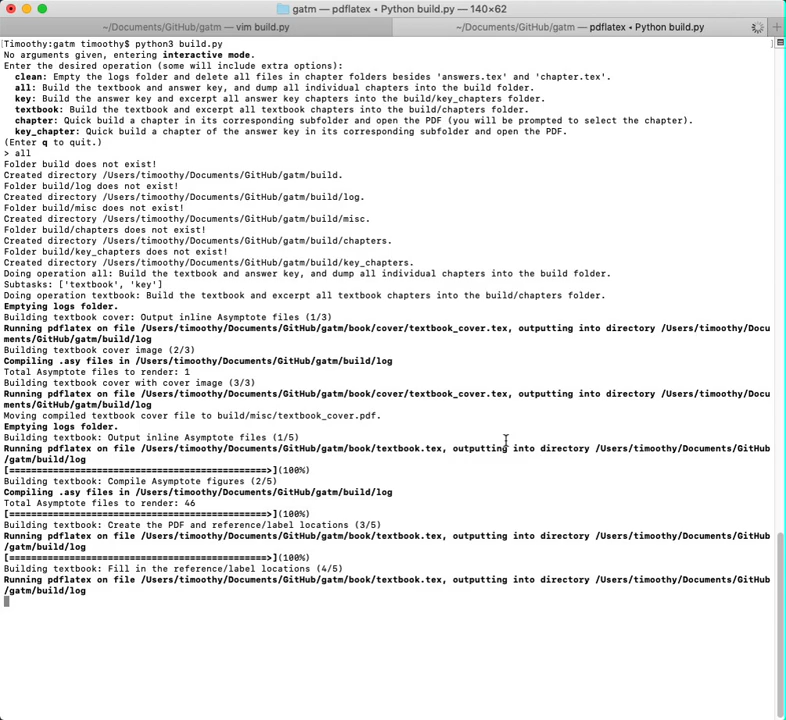 gatm — pdflatex ◂ Python build.py — 140×62
~/Documents/GitHub/gatm — vim build.py
~/Documents/GitHub/gatm — pdflatex ◂ Python build.py
+
[Timothy:gatm timothy$ python3 build.py ]
No arguments given, entering interactive mode.
Enter the desired operation (some will include extra options):
clean: Empty the logs folder and delete all files in chapter folders besides 'answers.tex' and 'chapter.tex'.
all: Build the textbook and answer key, and dump all individual chapters into the build folder.
key: Build the answer key and excerpt all answer key chapters into the build/key_chapters folder.
textbook: Build the textbook and excerpt all textbook chapters into the build/chapters folder.
chapter: Quick build a chapter in its corresponding subfolder and open the PDF (you will be prompted to select the chapter).
key_chapter: Quick build a chapter of the answer key in its corresponding subfolder and open the PDF.
(Enter q to quit.)
> all
Folder build does not exist!
Created directory /Users/timothy/Documents/GitHub/gatm/build.
Folder build/log does not exist!
Created directory /Users/timothy/Documents/GitHub/gatm/build/log.
Folder build/misc does not exist!
Created directory /Users/timothy/Documents/GitHub/gatm/build/misc.
Folder build/chapters does not exist!
Created directory /Users/timothy/Documents/GitHub/gatm/build/chapters.
Folder build/key_chapters does not exist!
Created directory /Users/timothy/Documents/GitHub/gatm/build/key_chapters.
Doing operation all: Build the textbook and answer key, and dump all individual chapters into the build folder.
Subtasks: ['textbook', 'key']
Doing operation textbook: Build the textbook and excerpt all textbook chapters into the build/chapters folder.
Emptying logs folder.
Building textbook cover: Output inline Asymptote files (1/3)
Running pdflatex on file /Users/timothy/Documents/GitHub/gatm/book/cover/textbook_cover.tex, outputting into directory /Users/timothy/Docu
ments/GitHub/gatm/build/log
Building textbook cover image (2/3)
Compiling .asy files in /Users/timothy/Documents/GitHub/gatm/build/log
Total Asymptote files to render: 1
Building textbook cover with cover image (3/3)
Running pdflatex on file /Users/timothy/Documents/GitHub/gatm/book/cover/textbook_cover.tex, outputting into directory /Users/timothy/Docu
ments/GitHub/gatm/build/log
Moving compiled textbook cover file to build/misc/textbook_cover.pdf.
Emptying logs folder.
Building textbook: Output inline Asymptote files (1/5)
Running pdflatex on file /Users/timothy/Documents/GitHub/gatm/book/textbook.tex, outputting into directory /Users/timothy/Documents/GitHub
/gatm/build/log
[===============================================>](100%)
Building textbook: Compile Asymptote figures (2/5)
Compiling .asy files in /Users/timothy/Documents/GitHub/gatm/build/log
Total Asymptote files to render: 46
[===============================================>](100%)
Building textbook: Create the PDF and reference/label locations (3/5)
Running pdflatex on file /Users/timothy/Documents/GitHub/gatm/book/textbook.tex, outputting into directory /Users/timothy/Documents/GitHub
/gatm/build/log
[===============================================>](100%)
Building textbook: Fill in the reference/label locations (4/5)
Running pdflatex on file /Users/timothy/Documents/GitHub/gatm/book/textbook.tex, outputting into directory /Users/timothy/Documents/GitHub
/gatm/build/log